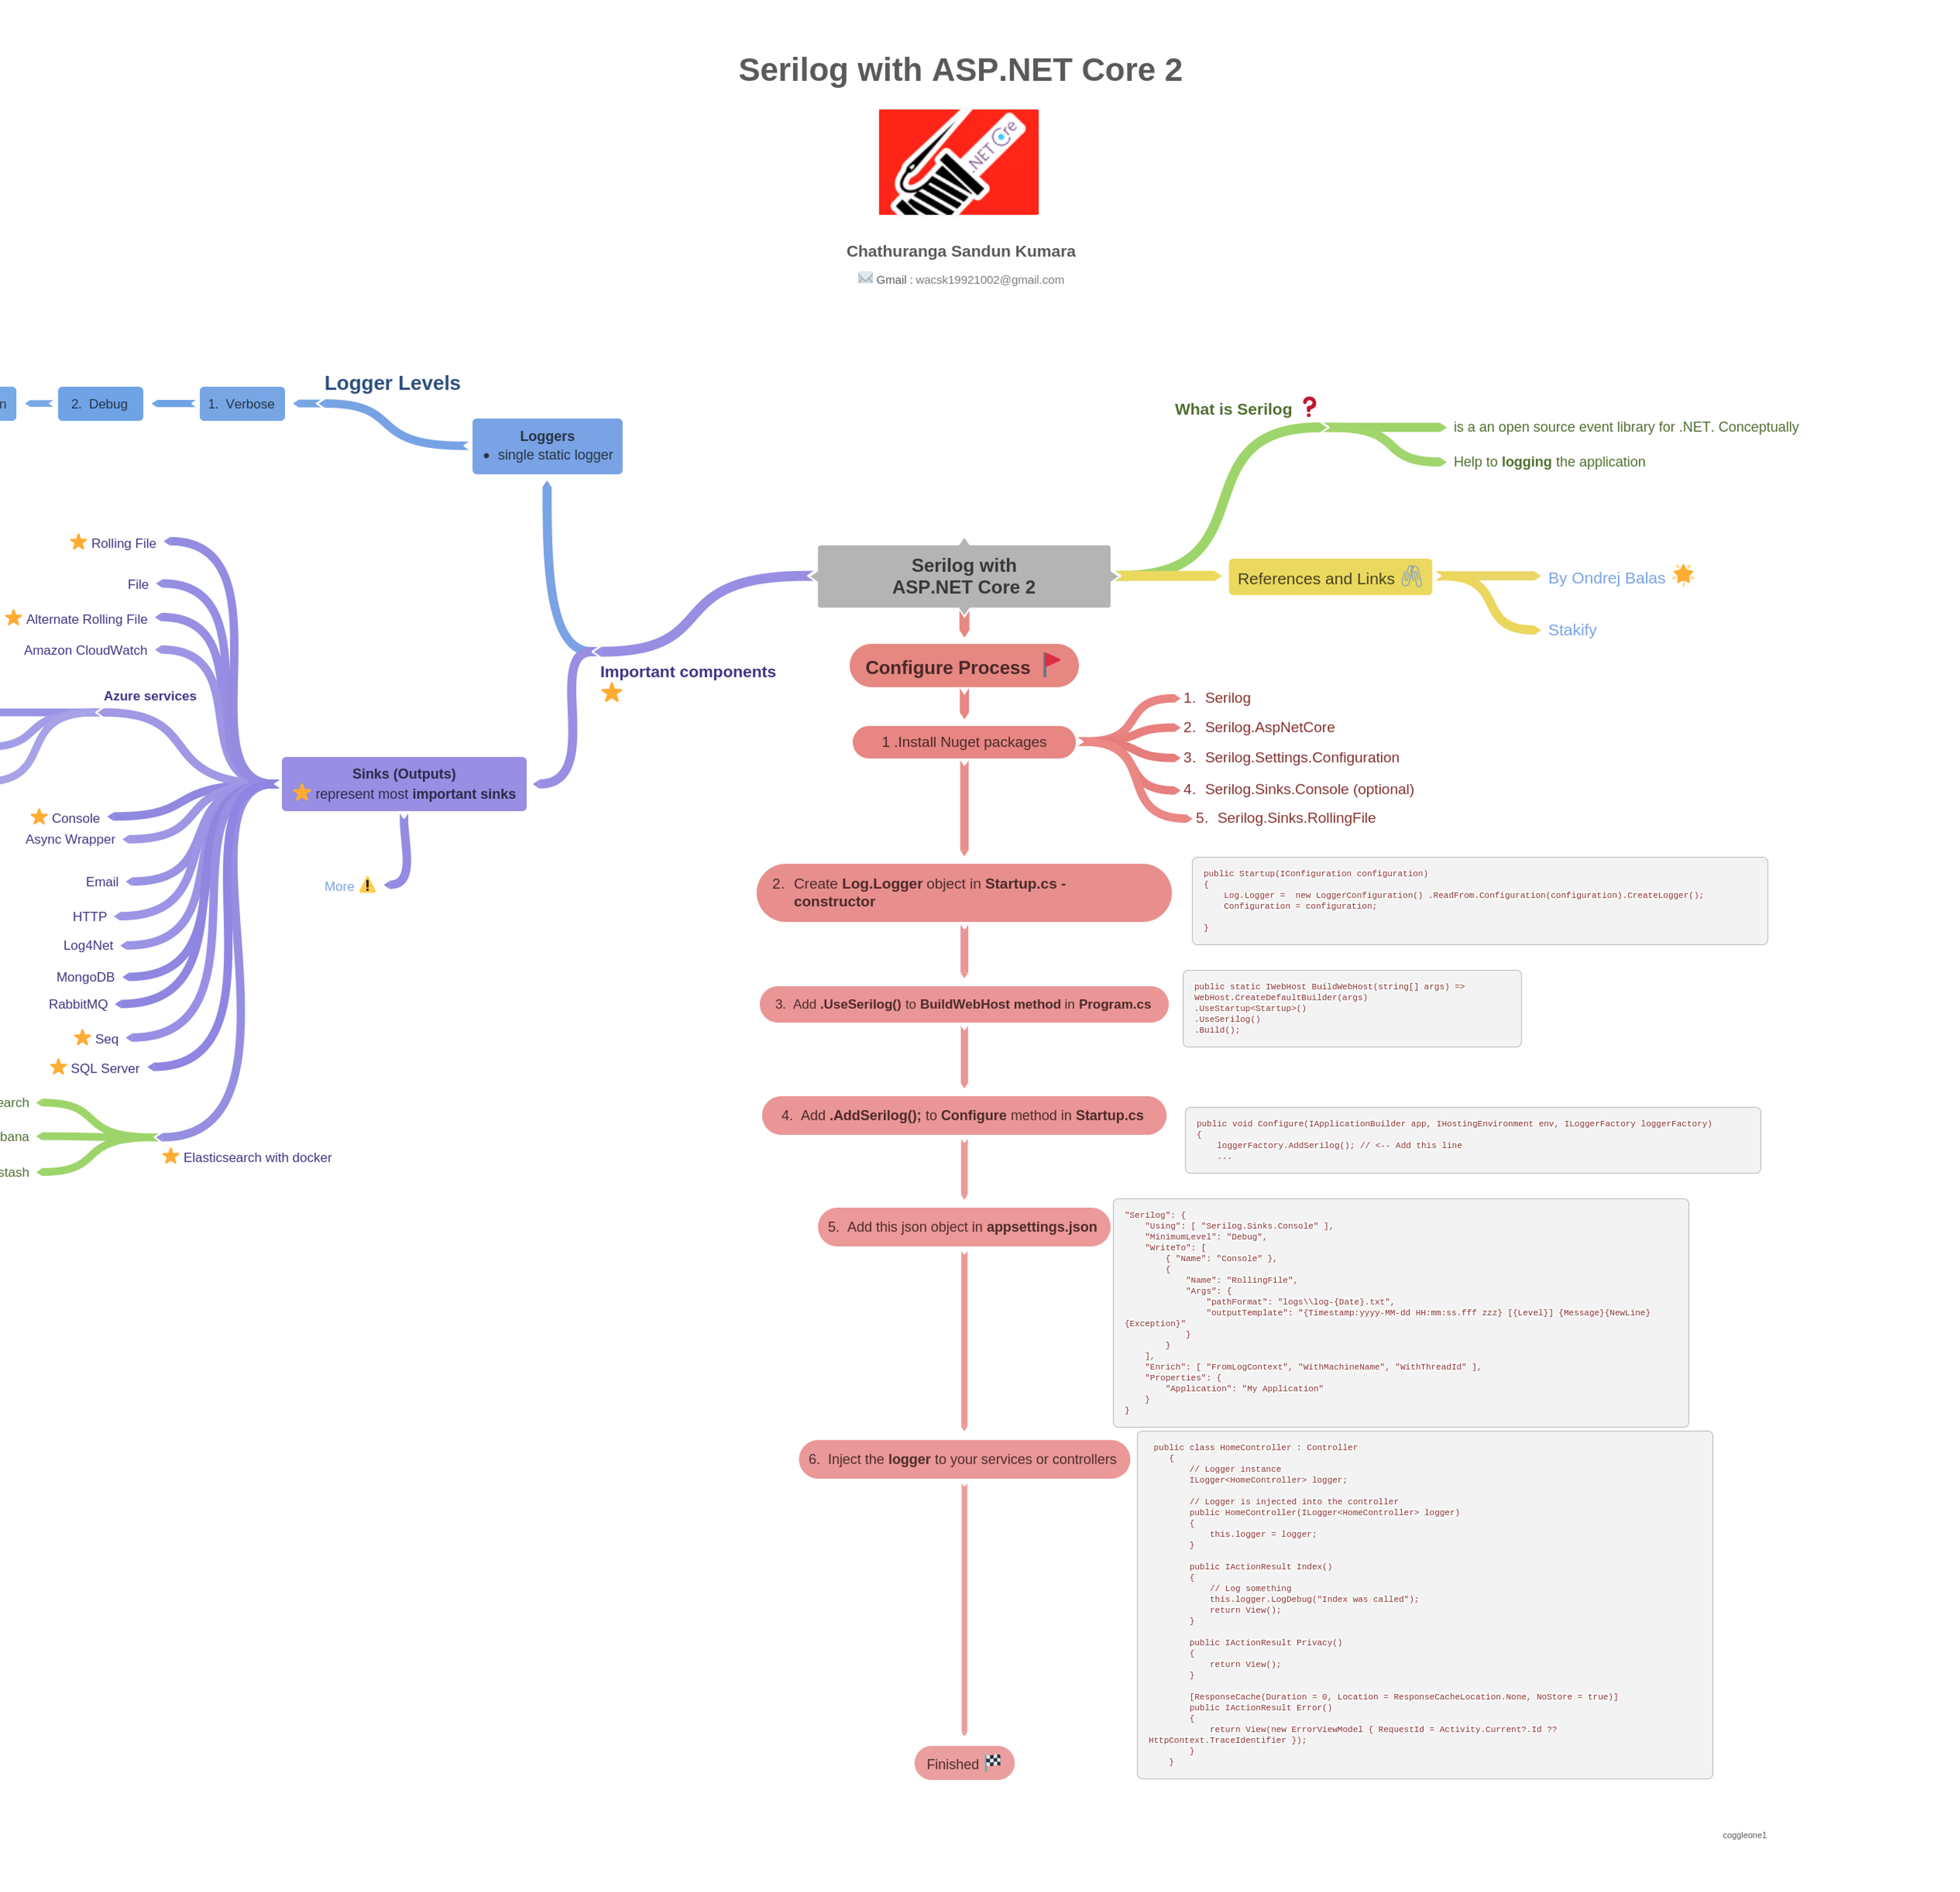 Serilog with ASP.NET Core 2
.NET Core
Chathuranga Sandun Kumara
Gmail : wacsk19921002@gmail.com
Logger Levels
n
2. Debug
1. Verbose
Loggers
• single static logger
What is Serilog
is a an open source event library for .NET. Conceptually
Help to logging the application
Serilog with
ASP.NET Core 2
References and Links
By Ondrej Balas
Stakify
Important components
Rolling File
File
Alternate Rolling File
Amazon CloudWatch
Azure services
Sinks (Outputs)
represent most important sinks
Console
Async Wrapper
Email
HTTP
Log4Net
MongoDB
RabbitMQ
Seq
SQL Server
More
earch
bana
stash
Elasticsearch with docker
Configure Process
1 .Install Nuget packages
1. Serilog
2. Serilog.AspNetCore
3. Serilog.Settings.Configuration
4. Serilog.Sinks.Console (optional)
5. Serilog.Sinks.RollingFile
2. Create Log.Logger object in Startup.cs -
constructor
public Startup(IConfiguration configuration)
{
Log.Logger =  new LoggerConfiguration() .ReadFrom.Configuration(configuration).CreateLogger();
Configuration = configuration;
}
3. Add .UseSerilog() to BuildWebHost method in Program.cs
public static IWebHost BuildWebHost(string[] args) =>
WebHost.CreateDefaultBuilder(args)
.UseStartup<Startup>()
.UseSerilog()
.Build();
4. Add .AddSerilog(); to Configure method in Startup.cs
public void Configure(IApplicationBuilder app, IHostingEnvironment env, ILoggerFactory loggerFactory)
{
loggerFactory.AddSerilog(); // <-- Add this line
...
5. Add this json object in appsettings.json
"Serilog": {
"Using": [ "Serilog.Sinks.Console" ],
"MinimumLevel": "Debug",
"WriteTo": [
{ "Name": "Console" },
{
"Name": "RollingFile",
"Args": {
"pathFormat": "logs\\log-{Date}.txt",
"outputTemplate": "{Timestamp:yyyy-MM-dd HH:mm:ss.fff zzz} [{Level}] {Message}{NewLine}
{Exception}"
}
}
],
"Enrich": [ "FromLogContext", "WithMachineName", "WithThreadId" ],
"Properties": {
"Application": "My Application"
}
}
6. Inject the logger to your services or controllers
public class HomeController : Controller
{
// Logger instance
ILogger<HomeController> logger;
// Logger is injected into the controller
public HomeController(ILogger<HomeController> logger)
{
this.logger = logger;
}
public IActionResult Index()
{
// Log something
this.logger.LogDebug("Index was called");
return View();
}
public IActionResult Privacy()
{
return View();
}
[ResponseCache(Duration = 0, Location = ResponseCacheLocation.None, NoStore = true)]
public IActionResult Error()
{
return View(new ErrorViewModel { RequestId = Activity.Current?.Id ??
HttpContext.TraceIdentifier });
}
}
Finished
coggleone1